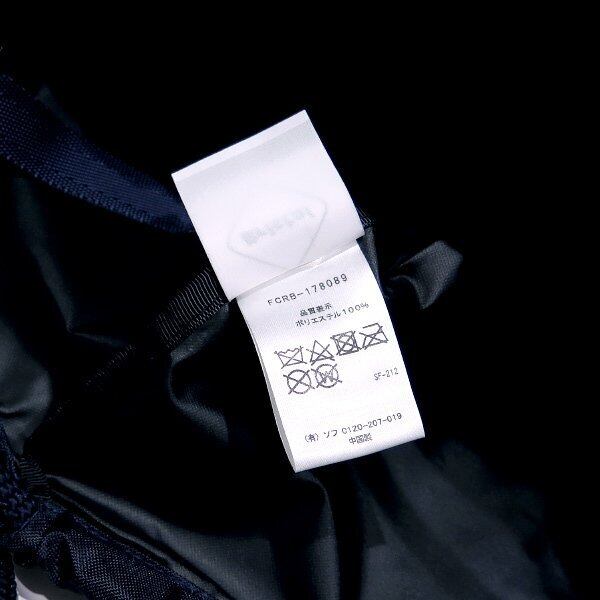 FCRB-178089
品質表示
ポリエステル100%
SF-212
(有)ソフ 0120-207-019
中国製